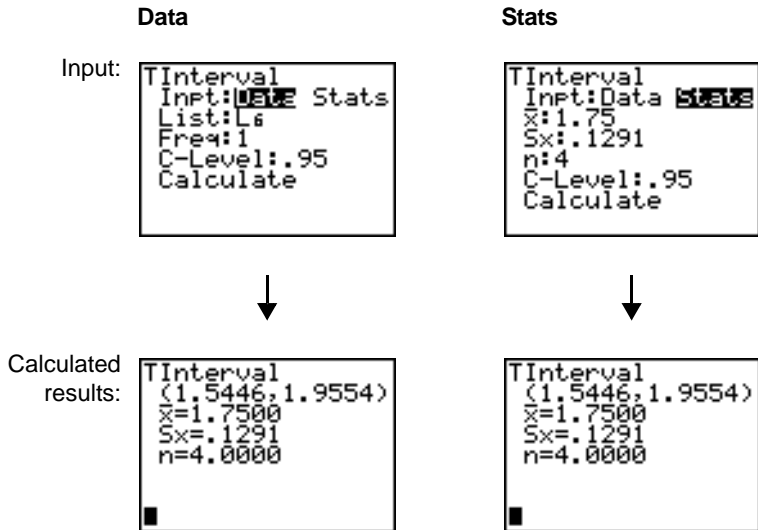 Data
Stats
Input:
TInterval
Inpt:Data Stats
List:L₆
Freq:1
C-Level:.95
Calculate
TInterval
Inpt:Data Stats
x̄:1.75
Sx:.1291
n:4
C-Level:.95
Calculate
Calculated
results:
TInterval
(1.5446,1.9554)
x̄=1.7500
Sx=.1291
n=4.0000
TInterval
(1.5446,1.9554)
x̄=1.7500
Sx=.1291
n=4.0000